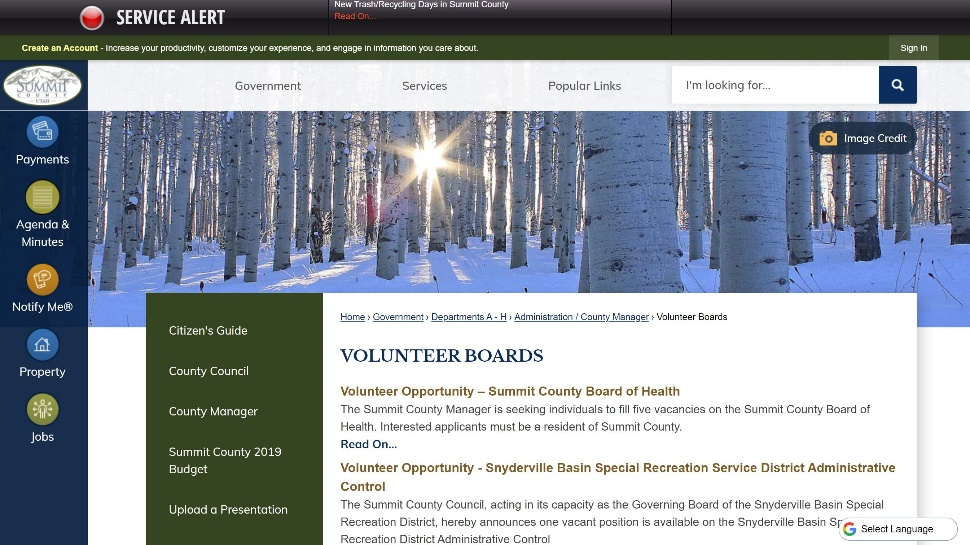 SERVICE ALERT
New Trash/Recycling Days in Summit County
Read On...
Create an Account - Increase your productivity, customize your experience, and engage in information you care about.
Sign In
SUMMIT
COUNTY
UTAH
Government
Services
Popular Links
I'm looking for...
Image Credit
Payments
Agenda &
Minutes
Notify Me®
Property
Jobs
Citizen's Guide
County Council
County Manager
Summit County 2019
Budget
Upload a Presentation
Home › Government › Departments A - H › Administration / County Manager › Volunteer Boards
VOLUNTEER BOARDS
Volunteer Opportunity – Summit County Board of Health
The Summit County Manager is seeking individuals to fill five vacancies on the Summit County Board of
Health. Interested applicants must be a resident of Summit County.
Read On...
Volunteer Opportunity - Snyderville Basin Special Recreation Service District Administrative
Control
The Summit County Council, acting in its capacity as the Governing Board of the Snyderville Basin Special
Recreation District, hereby announces one vacant position is available on the Snyderville Basin
Recreation District Administrative Control
Select Language